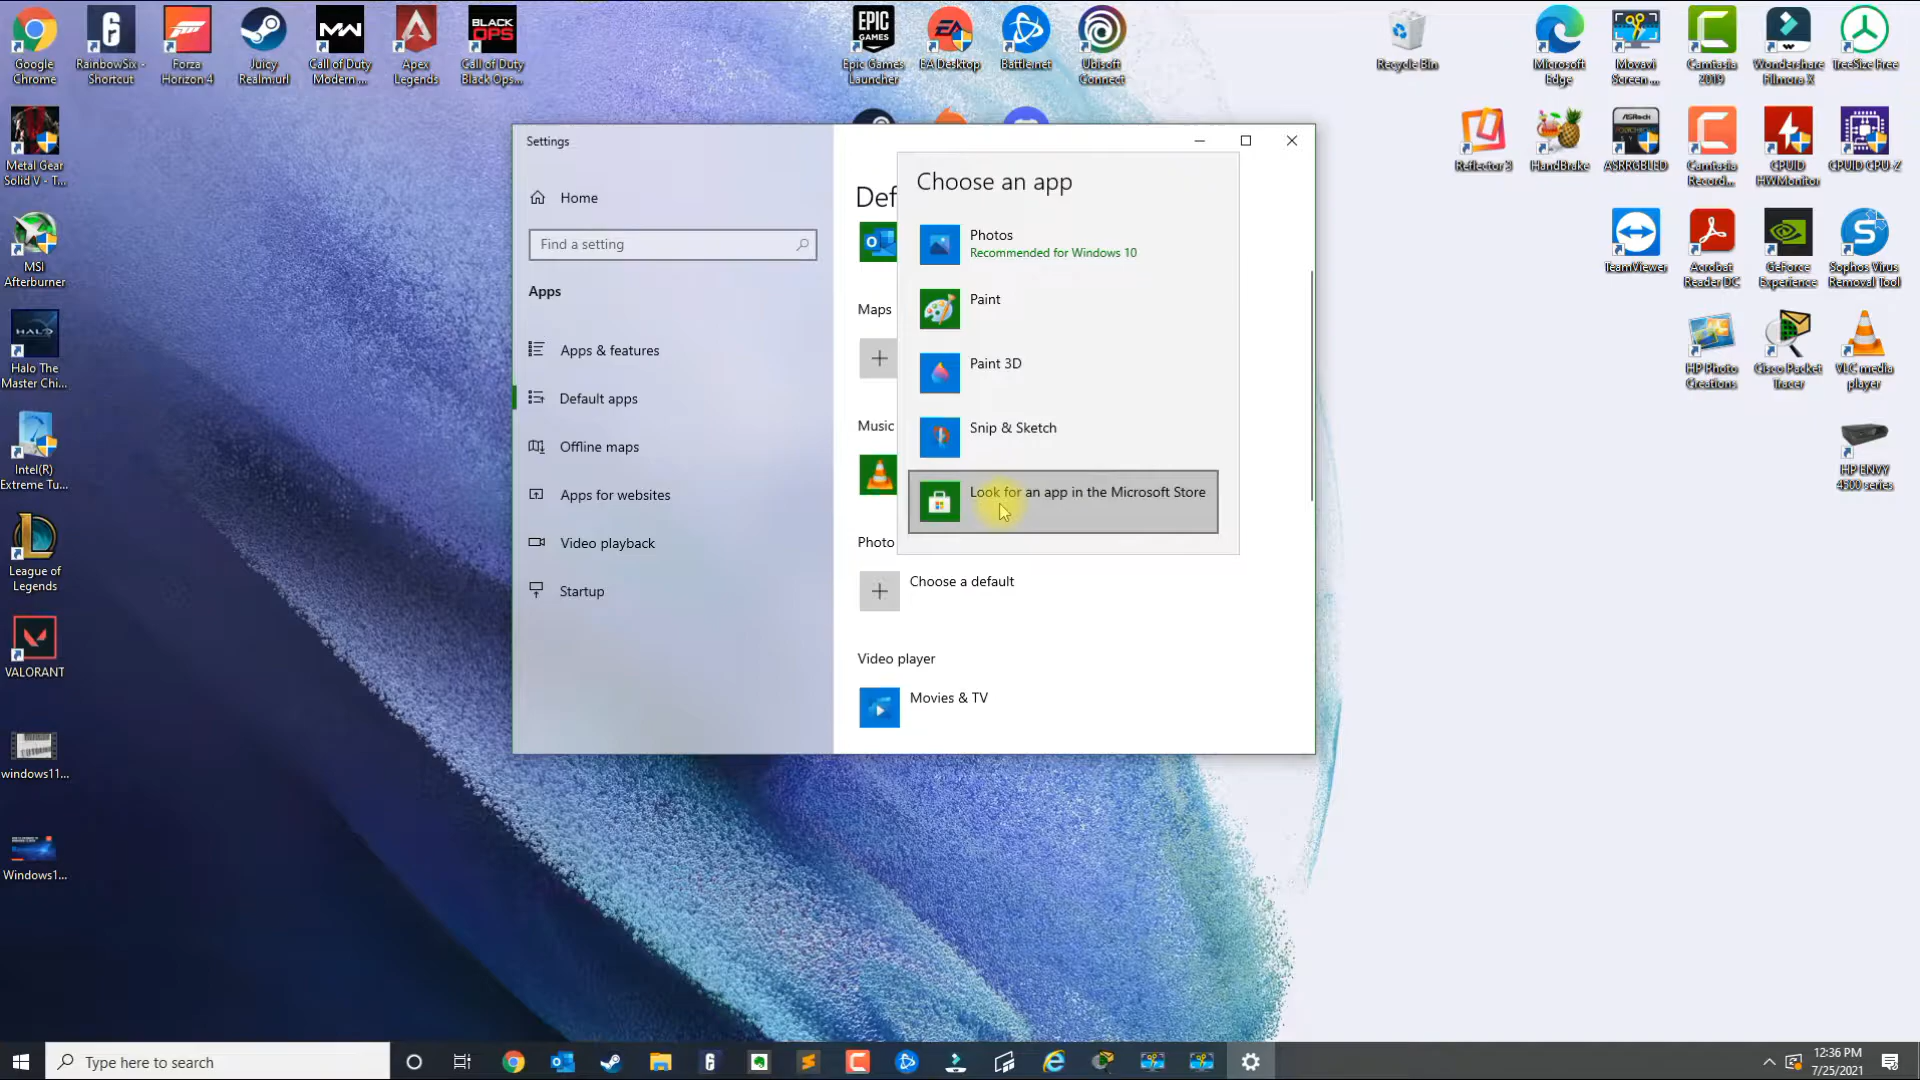 Google
Chrome
RainbowSix -
Shortcut
Forza
Horizon 4
Juicy
Realm.url
Call of Duty
Modern ...
Apex
Legends
BLACK
OPS
Call of Duty
Black Ops...
EPIC
GAMES
Epic Games
Launcher
EA Desktop
Battle.net
Ubisoft
Connect
Recycle Bin
Microsoft
Edge
Movavi
Screen ...
Camtasia
2019
Wondershare
Filmora X
TreeSize Free
Metal Gear
Solid V - T...
Reflector 3
HandBrake
ASRock
ASRRGBLED
Camtasia
Record...
CPUID
HWMonitor
CPUID CPU-Z
MSI
Afterburner
TeamViewer
Acrobat
Reader DC
GeForce
Experience
Sophos Virus
Removal Tool
HALO
Halo The
Master Chi...
HP Photo
Creations
Cisco Packet
Tracer
VLC media
player
Intel(R)
Extreme Tu...
HP ENVY
4500 series
League of
Legends
VALORANT
windows11...
Windows1...
Settings
Home
Find a setting
Apps
Apps & features
Default apps
Offline maps
Apps for websites
Video playback
Startup
Def
Maps
Music
Photo
Choose a default
Video player
Movies & TV
Choose an app
Photos
Recommended for Windows 10
Paint
Paint 3D
Snip & Sketch
Look for an app in the Microsoft Store
Type here to search
12:36 PM
7/25/2021